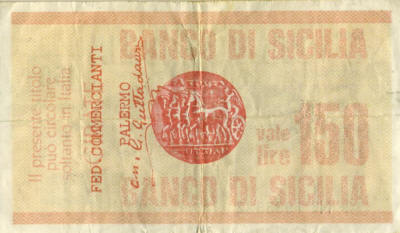 BANCO DI SICILIA
Il presente titolo
può circolare
soltanto in Italia
FED. COMMERCIANTI
PALERMO
vale
lire
150
BANCO DI SICILIA